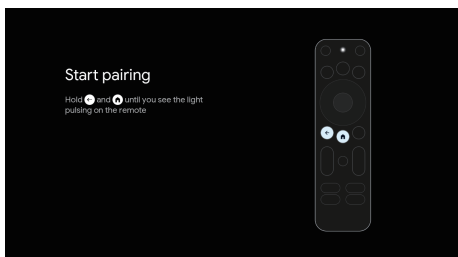 Start pairing
Hold and until you see the light
pulsing on the remote